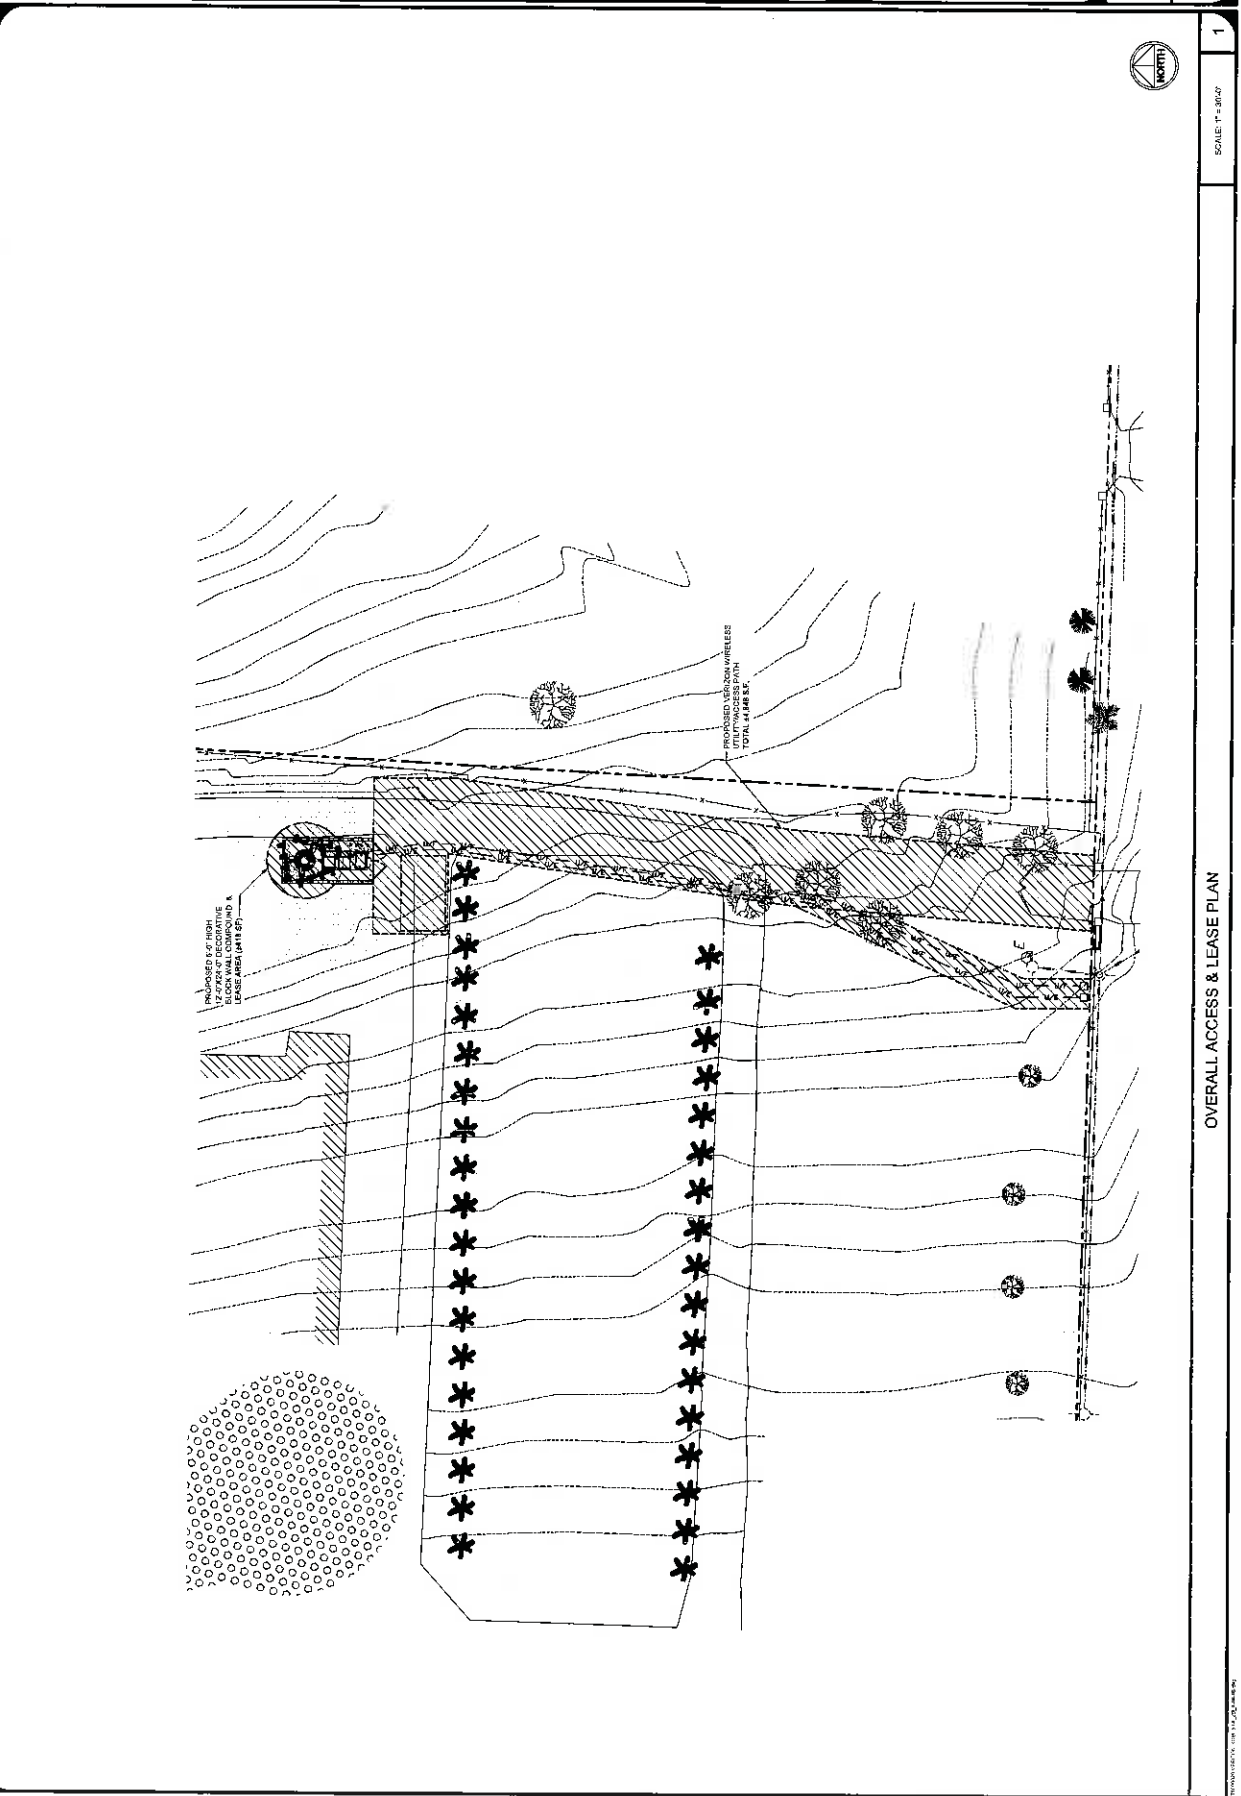 NORTH
1
SCALE: 1" = 30'-0"
PROPOSED VERIZON WIRELESS
UTILITY/ACCESS PATH
TOTAL ±4,848 S.F.
PROPOSED 6'-0" HIGH
12'-0"X24'-0" DECORATIVE
BLOCK WALL COMPOUND &
LEASE AREA (±418 SF)
E
OVERALL ACCESS & LEASE PLAN